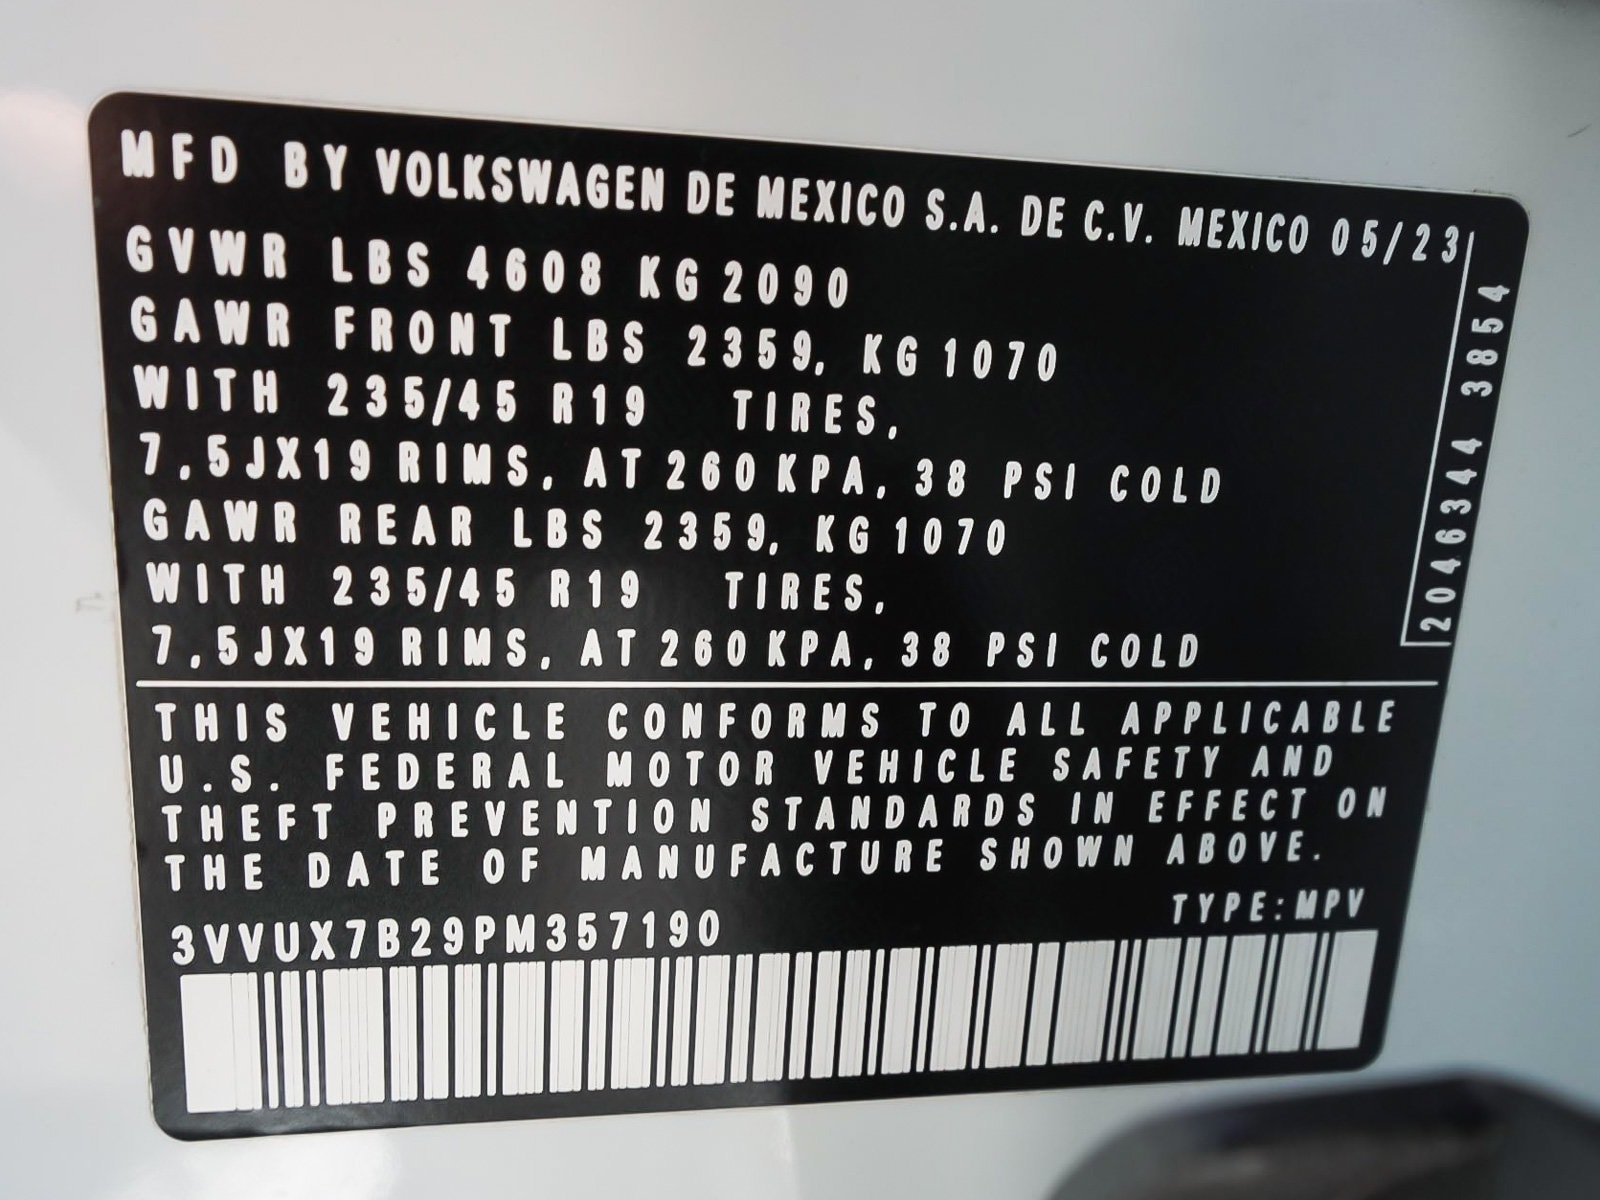 MFD BY VOLKSWAGEN DE MEXICO S.A. DE C.V. MEXICO 05/23
GVWR LBS 4608 KG 2090
GAWR FRONT LBS 2359, KG 1070
WITH 235/45 R19 TIRES,
7,5JX19 RIMS, AT 260 KPA, 38 PSI COLD
GAWR REAR LBS 2359, KG 1070
WITH 235/45 R19 TIRES,
7,5JX19 RIMS, AT 260 KPA, 38 PSI COLD
2046344 3854
THIS VEHICLE CONFORMS TO ALL APPLICABLE
U.S. FEDERAL MOTOR VEHICLE SAFETY AND
THEFT PREVENTION STANDARDS IN EFFECT ON
THE DATE OF MANUFACTURE SHOWN ABOVE.
TYPE:MPV
3VVUX7B29PM357190